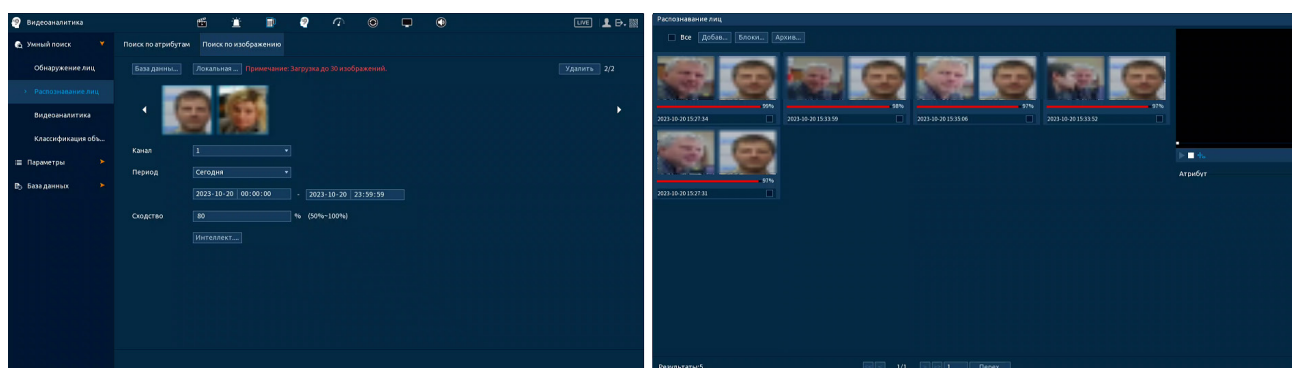 Видеоаналитика
LIVE
Умный поиск
Обнаружение лиц
Распознавание лиц
Видеоаналитика
Классификация объ...
Параметры
База данных
Поиск по атрибутам
Поиск по изображению
База данны...
Локальная ...
Примечание: Загрузка до 30 изображений.
Удалить
2/2
Канал
1
Период
Сегодня
2023-10-20 00:00:00 - 2023-10-20 23:59:59
Сходство
80 % (50%~100%)
Интеллект....
Распознавание лиц
Все
Добав...
Блоки...
Архив...
99%
98%
97%
97%
2023-10-20 15:27:34
2023-10-20 15:33:59
2023-10-20 15:35:06
2023-10-20 15:33:52
97%
2023-10-20 15:27:31
Атрибут
Результаты:5
1/1
1
Перех...